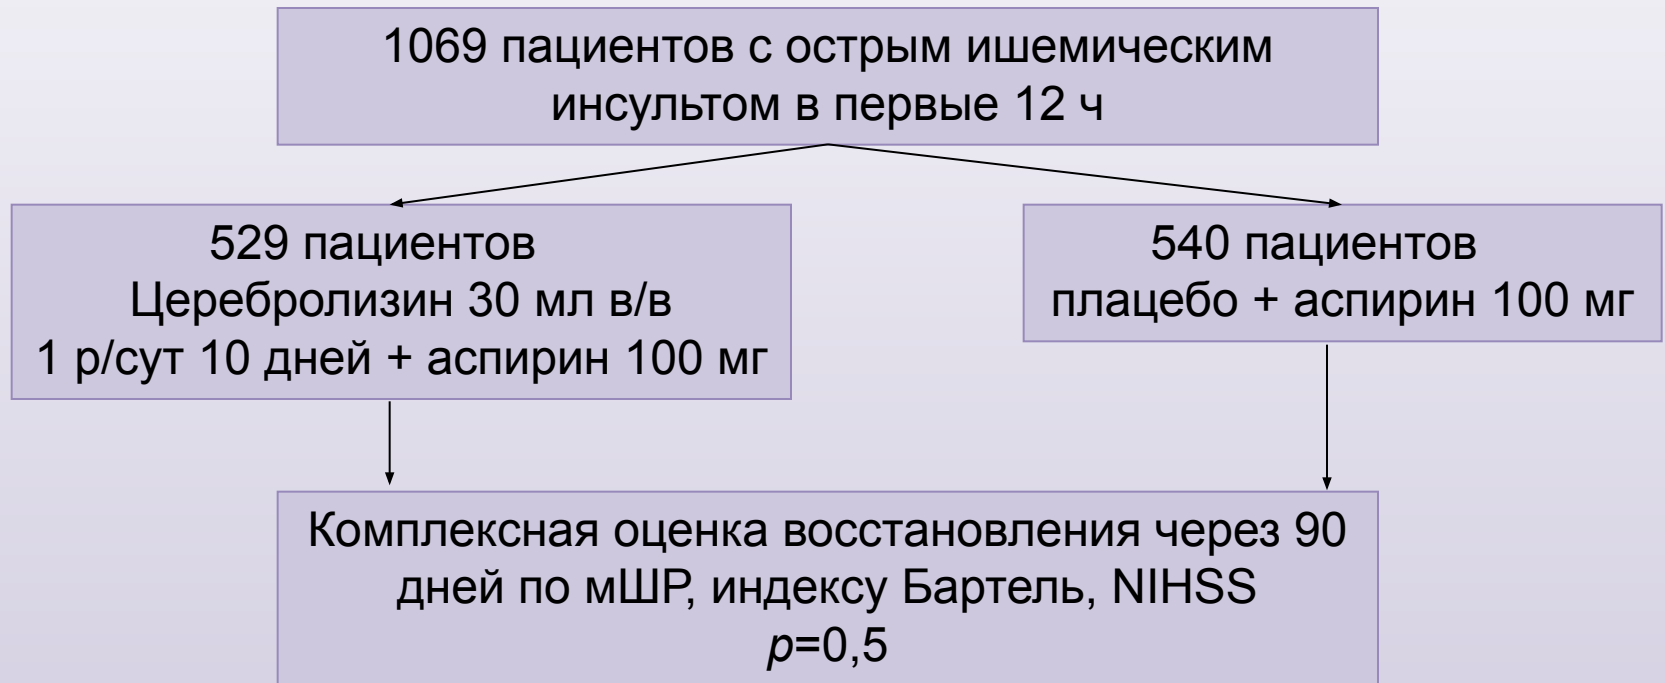 1069 пациентов с острым ишемическим
инсультом в первые 12 ч
529 пациентов
Церебролизин 30 мл в/в
1 р/сут 10 дней + аспирин 100 мг
540 пациентов
плацебо + аспирин 100 мг
Комплексная оценка восстановления через 90
дней по мШР, индексу Бартель, NIHSS
p=0,5